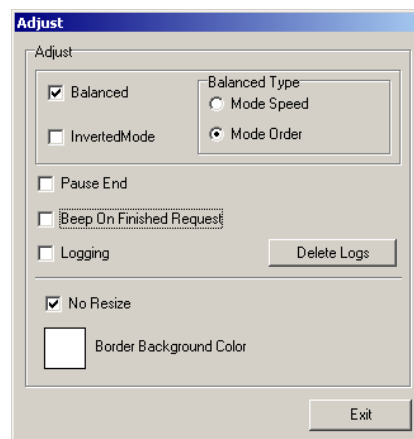 Adjust
Adjust
Balanced
InvertedMode
Balanced Type
Mode Speed
Mode Order
Pause End
Beep On Finished Request
Logging
Delete Logs
No Resize
Border Background Color
Exit